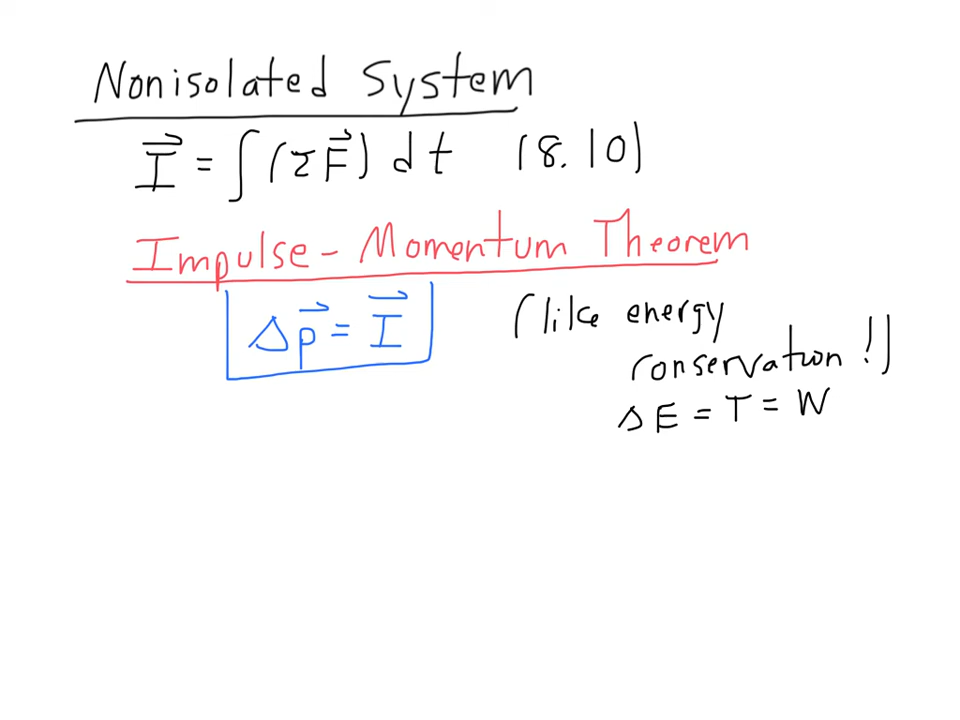 Nonisolated System
I⃗ = ∫(ΣF⃗) dt (8.10)
Impulse - Momentum Theorem
Δp⃗ = I⃗
(like energy
conservation!)
ΔE = T = W